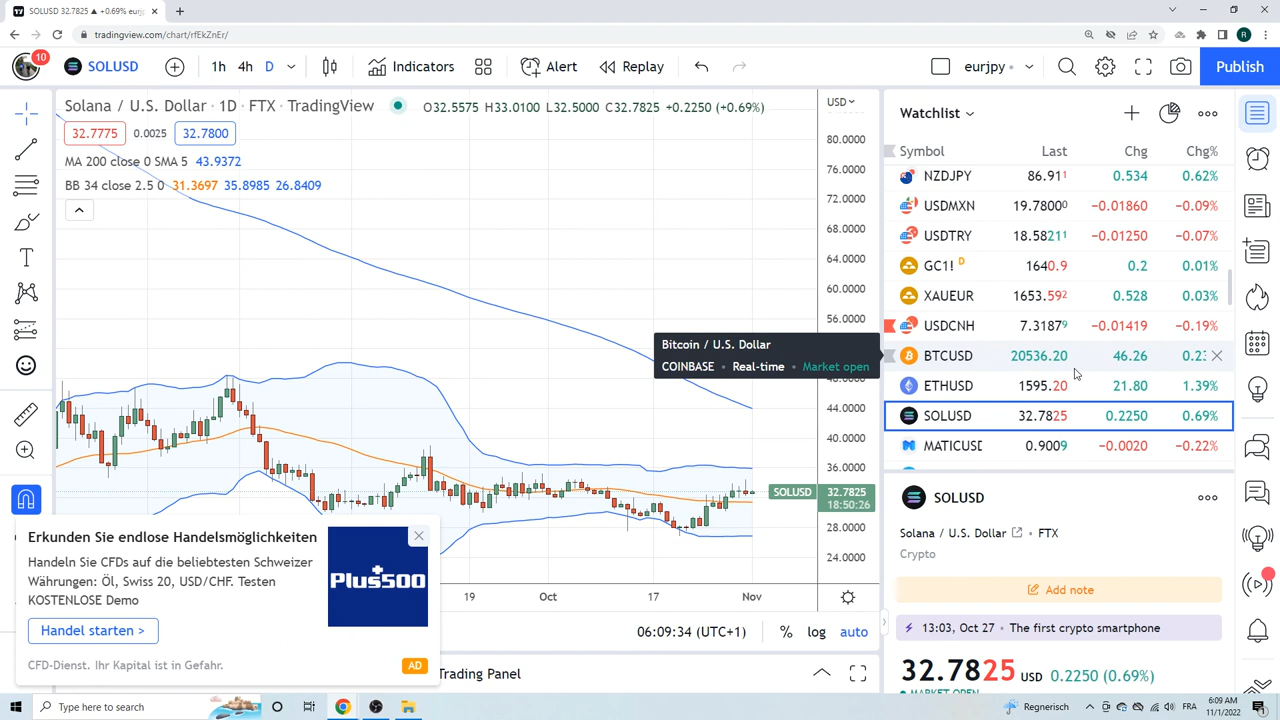 SOLUSD 32.7825 ▲ +0.69% eurjp
tradingview.com/chart/rfEkZnEr/
10
SOLUSD
1h 4h D
Indicators
Alert
Replay
eurjpy
Publish
Solana / U.S. Dollar · 1D · FTX · TradingView
O32.5575 H33.0100 L32.5000 C32.7825 +0.2250 (+0.69%)
USD
32.7775 0.0025 32.7800
MA 200 close 0 SMA 5 43.9372
BB 34 close 2.5 0 31.3697 35.8985 26.8409
80.0000
76.0000
72.0000
68.0000
64.0000
60.0000
56.0000
44.0000
40.0000
36.0000
28.0000
24.0000
SOLUSD 32.7825
18:50:26
19 Oct 17 Nov
06:09:34 (UTC+1) % log auto
Trading Panel
Bitcoin / U.S. Dollar
COINBASE • Real-time • Market open
Watchlist
Symbol Last Chg Chg%
NZDJPY 86.911 0.534 0.62%
USDMXN 19.78000 −0.01860 −0.09%
USDTRY 18.58211 −0.01250 −0.07%
GC1! D 1640.9 0.2 0.01%
XAUEUR 1653.592 0.528 0.03%
USDCNH 7.31879 −0.01419 −0.19%
BTCUSD 20536.20 46.26 0.23
ETHUSD 1595.20 21.80 1.39%
SOLUSD 32.7825 0.2250 0.69%
MATICUSD 0.9009 −0.0020 −0.22%
SOLUSD
Solana / U.S. Dollar • FTX
Crypto
Add note
13:03, Oct 27 • The first crypto smartphone
32.7825 USD 0.2250 (0.69%)
MARKET OPEN
Erkunden Sie endlose Handelsmöglichkeiten
Handeln Sie CFDs auf die beliebtesten Schweizer
Währungen: Öl, Swiss 20, USD/CHF. Testen
KOSTENLOSE Demo
Handel starten >
CFD-Dienst. Ihr Kapital ist in Gefahr.
Plus500
AD
Type here to search
Regnerisch
FRA
6:09 AM
11/1/2022